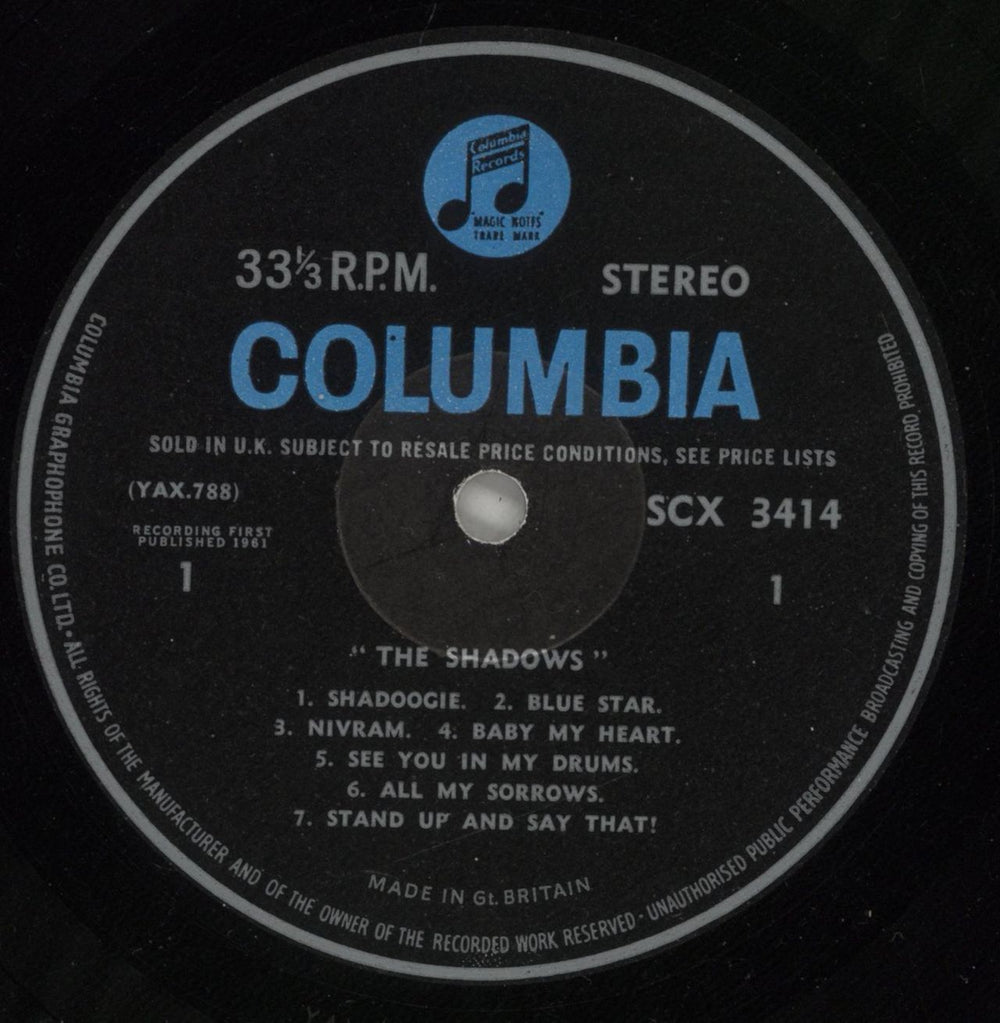 Columbia
Records
"MAGIC NOTES"
TRADE MARK
33⅓ R.P.M.
STEREO
COLUMBIA
SOLD IN U.K. SUBJECT TO RESALE PRICE CONDITIONS, SEE PRICE LISTS
(YAX.788)
SCX 3414
RECORDING FIRST
PUBLISHED 1961
1
1
" THE SHADOWS "
1. SHADOOGIE. 2. BLUE STAR.
3. NIVRAM. 4. BABY MY HEART.
5. SEE YOU IN MY DRUMS.
6. ALL MY SORROWS.
7. STAND UP AND SAY THAT!
MADE IN Gt. BRITAIN
COLUMBIA GRAPHOPHONE CO. LTD. · ALL RIGHTS OF THE MANUFACTURER AND OF THE OWNER OF THE RECORDED WORK RESERVED · UNAUTHORISED PUBLIC PERFORMANCE BROADCASTING AND COPYING OF THIS RECORD PROHIBITED